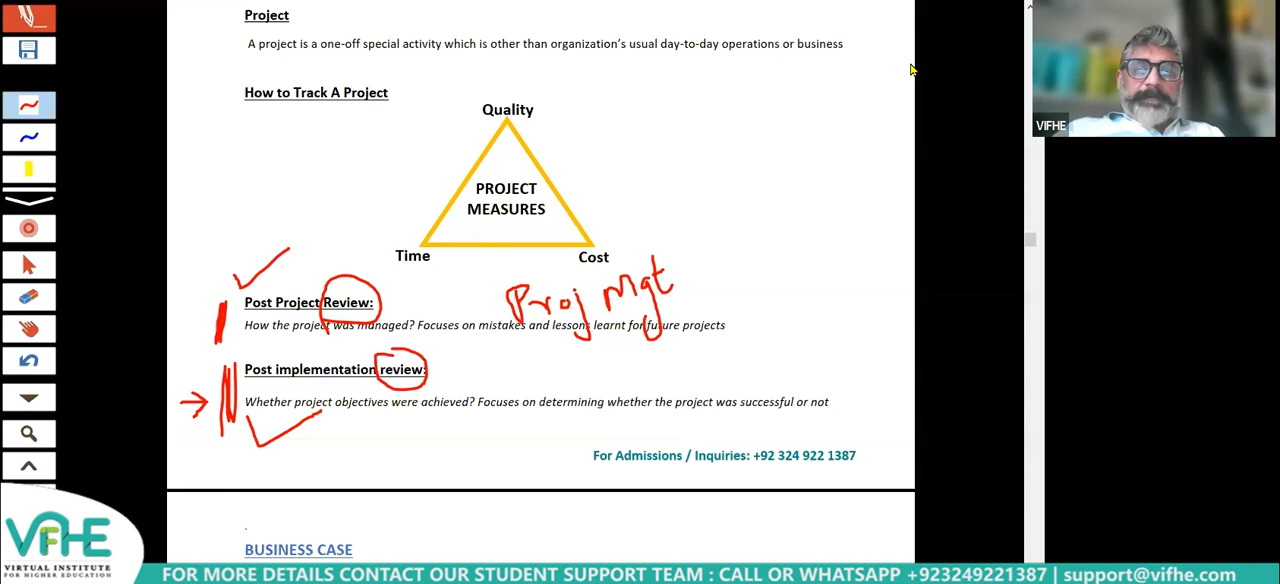 Project
A project is a one-off special activity which is other than organization's usual day-to-day operations or business
How to Track A Project
Quality
PROJECT
MEASURES
Time
Cost
Proj Mgt
Post Project Review:
How the project was managed? Focuses on mistakes and lessons learnt for future projects
Post implementation review:
Whether project objectives were achieved? Focuses on determining whether the project was successful or not
For Admissions / Inquiries: +92 324 922 1387
BUSINESS CASE
VIFHE
VIFHE
VIRTUAL INSTITUTE
FOR HIGHER EDUCATION
FOR MORE DETAILS CONTACT OUR STUDENT SUPPORT TEAM : CALL OR WHATSAPP +923249221387 | support@vifhe.com